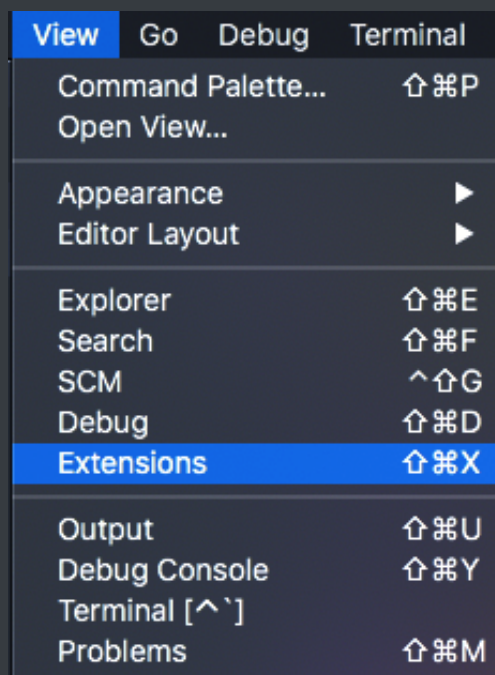 View Go Debug Terminal
Command Palette... ⇧⌘P
Open View...
Appearance ▶
Editor Layout ▶
Explorer ⇧⌘E
Search ⇧⌘F
SCM ^⇧G
Debug ⇧⌘D
Extensions ⇧⌘X
Output ⇧⌘U
Debug Console ⇧⌘Y
Terminal [^`]
Problems ⇧⌘M